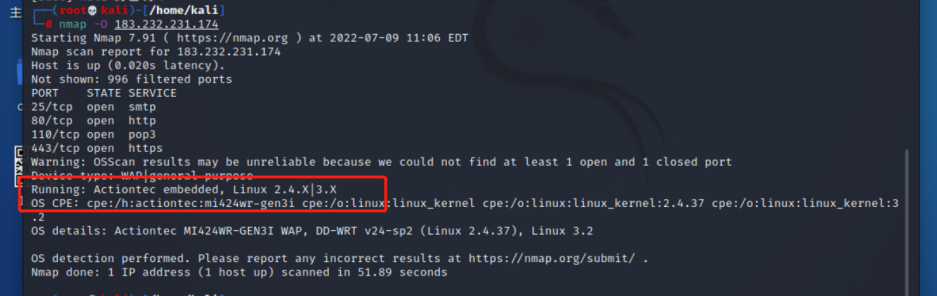 主
┌──(root💀kali)-[/home/kali]
└─# nmap -O 183.232.231.174
Starting Nmap 7.91 ( https://nmap.org ) at 2022-07-09 11:06 EDT
Nmap scan report for 183.232.231.174
Host is up (0.020s latency).
Not shown: 996 filtered ports
PORT    STATE SERVICE
25/tcp  open  smtp
80/tcp  open  http
110/tcp open  pop3
443/tcp open  https
Warning: OSScan results may be unreliable because we could not find at least 1 open and 1 closed port
Device type: WAP|general purpose
Running: Actiontec embedded, Linux 2.4.X|3.X
OS CPE: cpe:/h:actiontec:mi424wr-gen3i cpe:/o:linux:linux_kernel cpe:/o:linux:linux_kernel:2.4.37 cpe:/o:linux:linux_kernel:3
.2
OS details: Actiontec MI424WR-GEN3I WAP, DD-WRT v24-sp2 (Linux 2.4.37), Linux 3.2
OS detection performed. Please report any incorrect results at https://nmap.org/submit/ .
Nmap done: 1 IP address (1 host up) scanned in 51.89 seconds